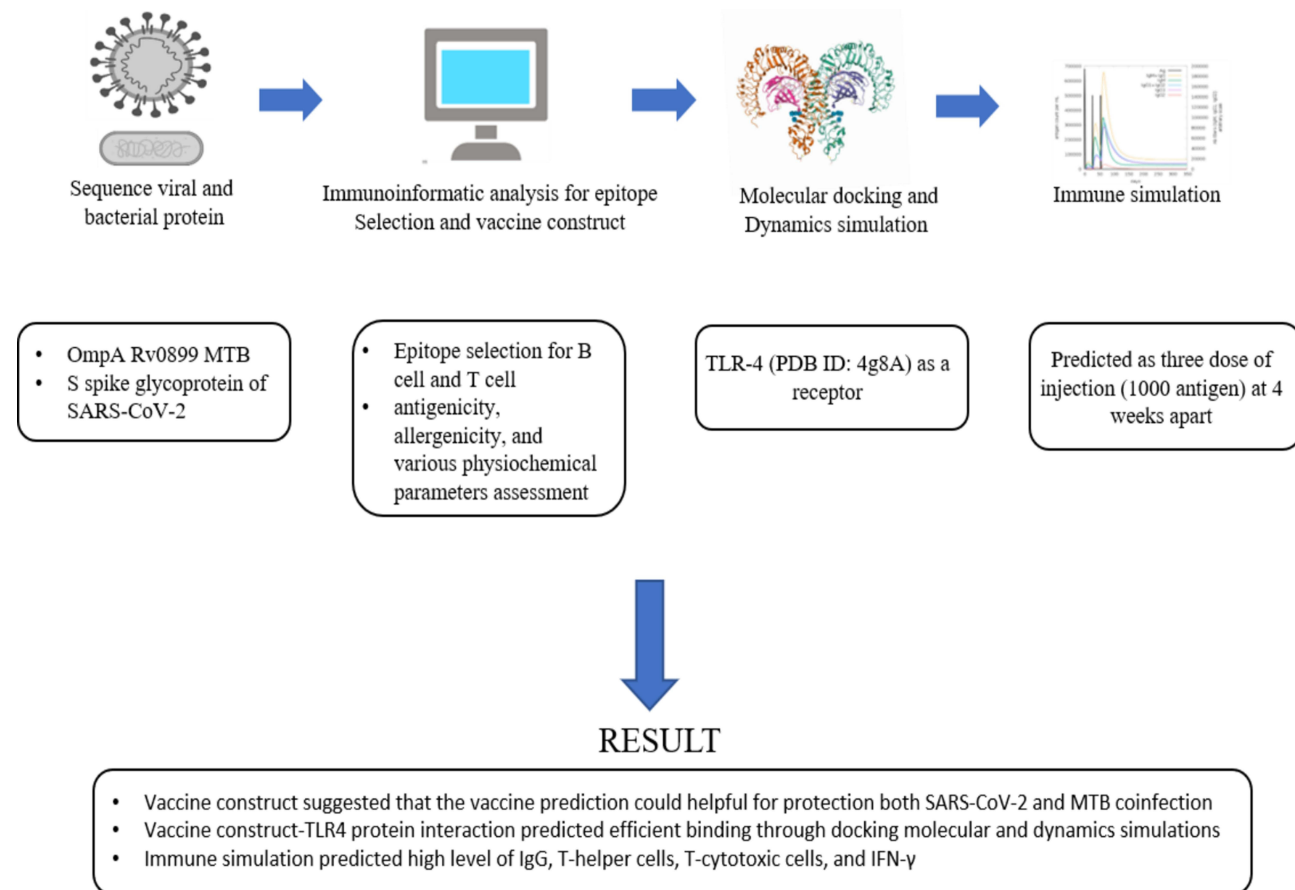 Sequence viral and
bacterial protein
Immunoinformatic analysis for epitope
Selection and vaccine construct
Molecular docking and
Dynamics simulation
Immune simulation
• OmpA Rv0899 MTB
• S spike glycoprotein of
SARS-CoV-2
• Epitope selection for B
cell and T cell
• antigenicity,
allergenicity, and
various physiochemical
parameters assessment
TLR-4 (PDB ID: 4g8A) as a
receptor
Predicted as three dose of
injection (1000 antigen) at 4
weeks apart
RESULT
• Vaccine construct suggested that the vaccine prediction could helpful for protection both SARS-CoV-2 and MTB coinfection
• Vaccine construct-TLR4 protein interaction predicted efficient binding through docking molecular and dynamics simulations
• Immune simulation predicted high level of IgG, T-helper cells, T-cytotoxic cells, and IFN-γ